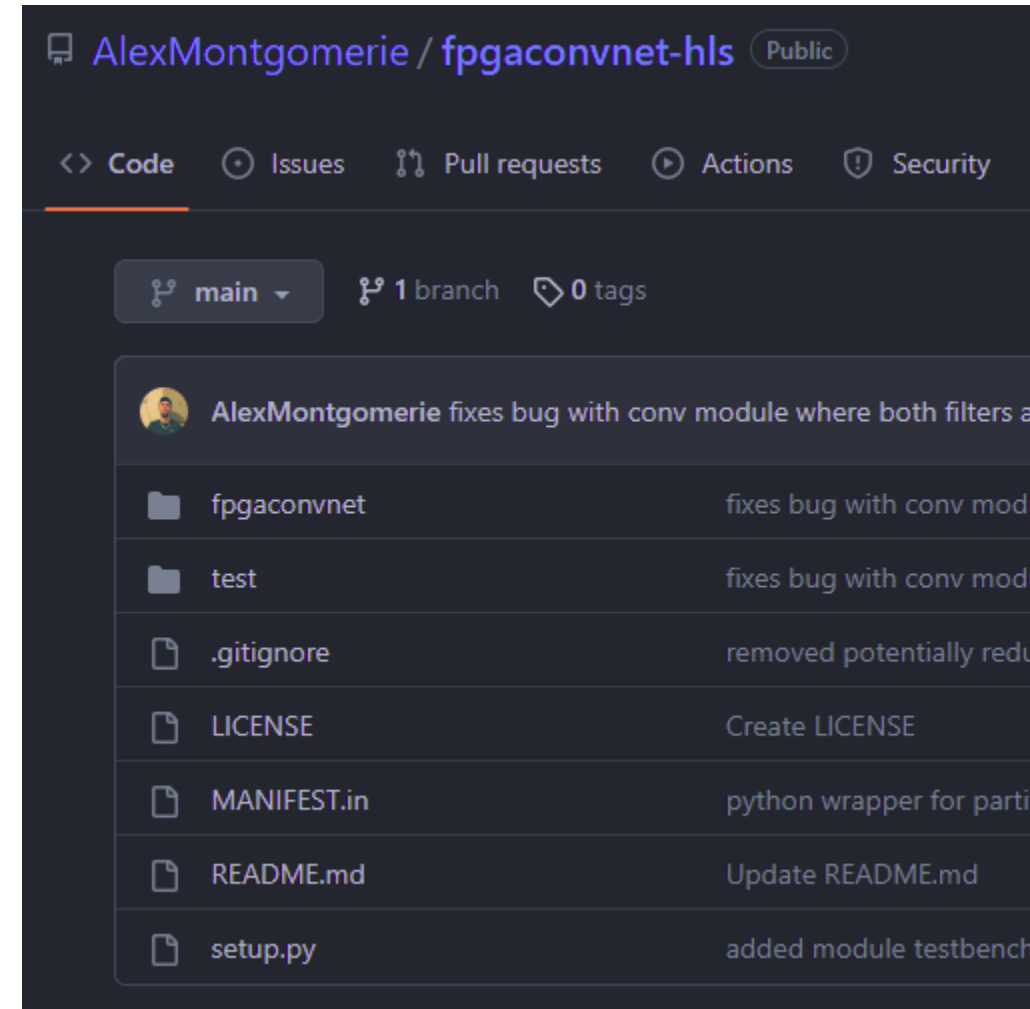 AlexMontgomerie / fpgaconvnet-hls Public
Code Issues Pull requests Actions Security
main 1 branch 0 tags
AlexMontgomerie fixes bug with conv module where both filters a
fpgaconvnet fixes bug with conv mod
test fixes bug with conv mod
.gitignore removed potentially redu
LICENSE Create LICENSE
MANIFEST.in python wrapper for parti
README.md Update README.md
setup.py added module testbench